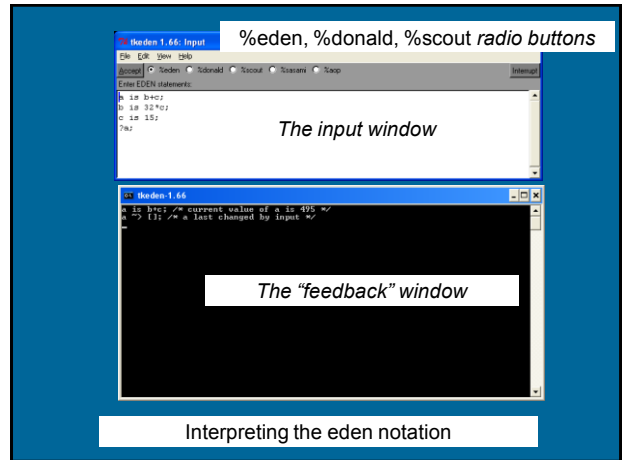 tkeden 1.66: Input
%eden, %donald, %scout radio buttons
File Edit View Help
Accept %eden %donald %scout %sasami %aop Interrupt
Enter EDEN statements:
a is b+c;
b is 32*c;
c is 15;
?a;
The input window
tkeden-1.66
a is b+c; /* current value of a is 495 */
a ~> []; /* a last changed by input */
The “feedback” window
Interpreting the eden notation